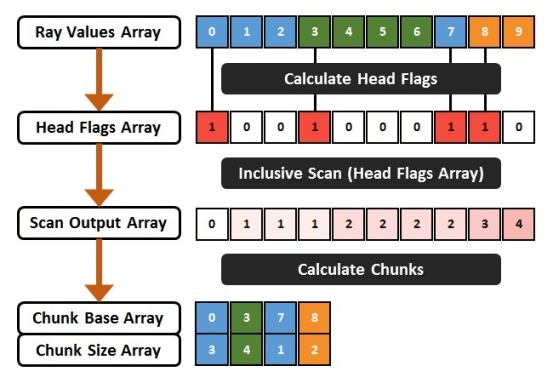 Ray Values Array 0 1 2 3 4 5 6 7 8 9
Calculate Head Flags
Head Flags Array 1 0 0 1 0 0 0 1 1 0
Inclusive Scan (Head Flags Array)
Scan Output Array 0 1 1 1 2 2 2 2 3 4
Calculate Chunks
Chunk Base Array 0 3 7 8
Chunk Size Array 3 4 1 2